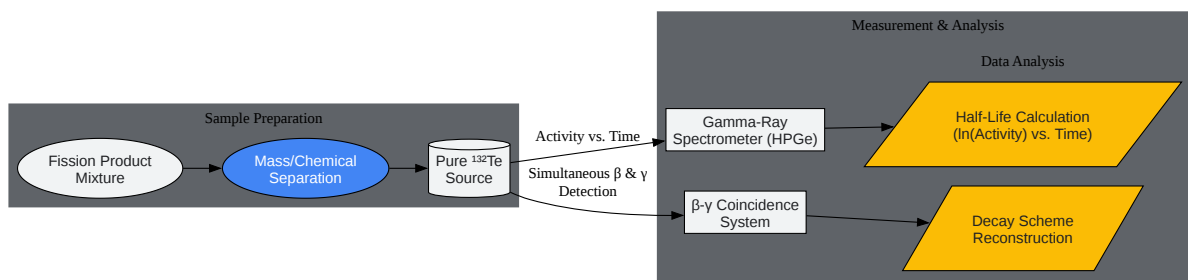 Measurement & Analysis
Data Analysis
Sample Preparation
Fission Product
Mixture
Mass/Chemical
Separation
Pure ¹³²Te
Source
Activity vs. Time
Simultaneous β & γ
Detection
Gamma-Ray
Spectrometer (HPGe)
Half-Life Calculation
(ln(Activity) vs. Time)
β-γ Coincidence
System
Decay Scheme
Reconstruction